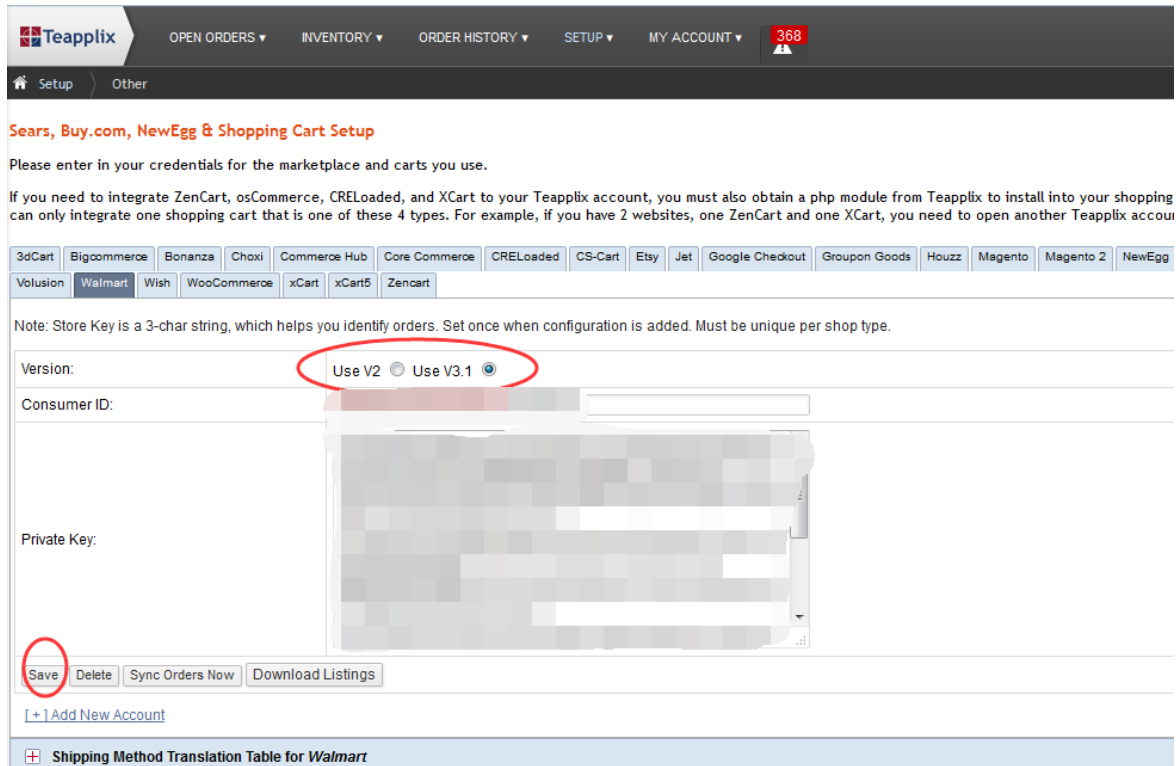 Teapplix OPEN ORDERS ▾ INVENTORY ▾ ORDER HISTORY ▾ SETUP ▾ MY ACCOUNT ▾ 368
Setup Other
Sears, Buy.com, NewEgg & Shopping Cart Setup
Please enter in your credentials for the marketplace and carts you use.
If you need to integrate ZenCart, osCommerce, CRELoaded, and XCart to your Teapplix account, you must also obtain a php module from Teapplix to install into your shopping
can only integrate one shopping cart that is one of these 4 types. For example, if you have 2 websites, one ZenCart and one XCart, you need to open another Teapplix accou
3dCart Bigcommerce Bonanza Choxi Commerce Hub Core Commerce CRELoaded CS-Cart Etsy Jet Google Checkout Groupon Goods Houzz Magento Magento 2 NewEgg
Volusion Walmart Wish WooCommerce xCart xCart5 Zencart
Note: Store Key is a 3-char string, which helps you identify orders. Set once when configuration is added. Must be unique per shop type.
Version: Use V2 Use V3.1
Consumer ID:
Private Key:
Save Delete Sync Orders Now Download Listings
[+] Add New Account
Shipping Method Translation Table for Walmart